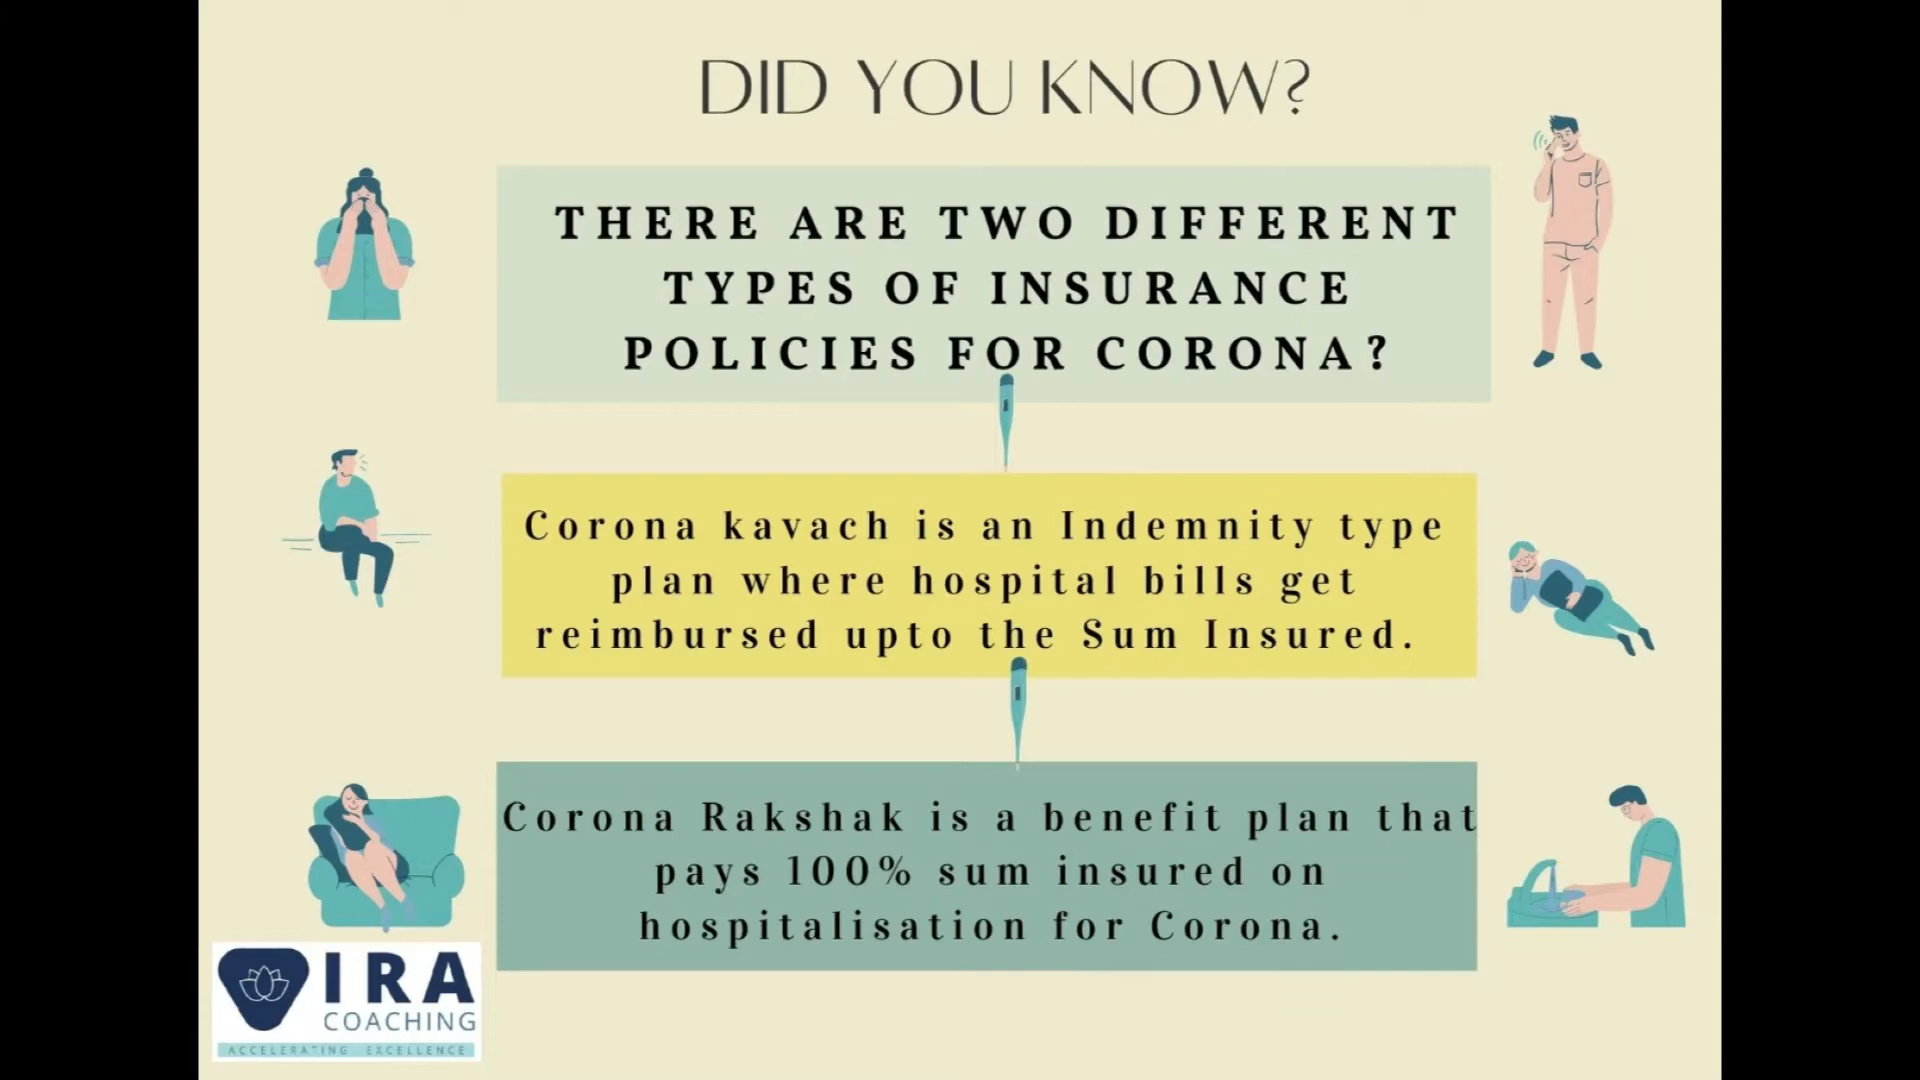 DID YOU KNOW?
THERE ARE TWO DIFFERENT
TYPES OF INSURANCE
POLICIES FOR CORONA?
Corona kavach is an Indemnity type
plan where hospital bills get
reimbursed upto the Sum Insured.
Corona Rakshak is a benefit plan that
pays 100% sum insured on
hospitalisation for Corona.
IRA
COACHING
ACCELERATING EXCELLENCE